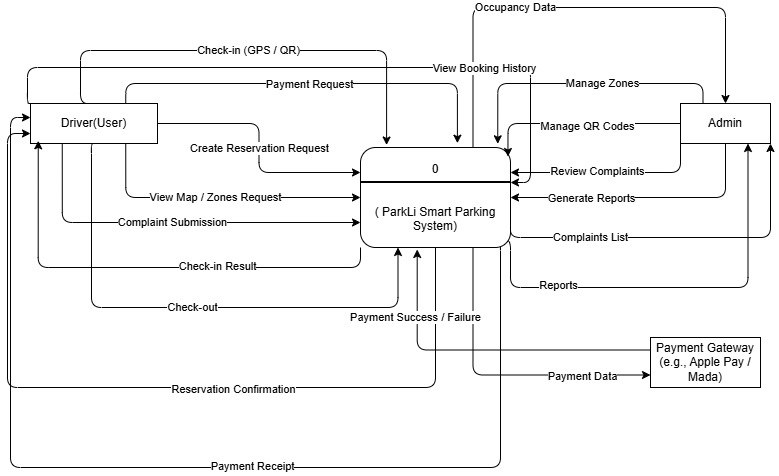 Occupancy Data
Check-in (GPS / QR)
View Booking History
Payment Request
Manage Zones
Driver(User)
Manage QR Codes
Admin
Create Reservation Request
0
Review Complaints
View Map / Zones Request
Generate Reports
( ParkLi Smart Parking
System)
Complaint Submission
Complaints List
Check-in Result
Reports
Check-out
Payment Success / Failure
Payment Gateway
(e.g., Apple Pay /
Mada)
Payment Data
Reservation Confirmation
Payment Receipt